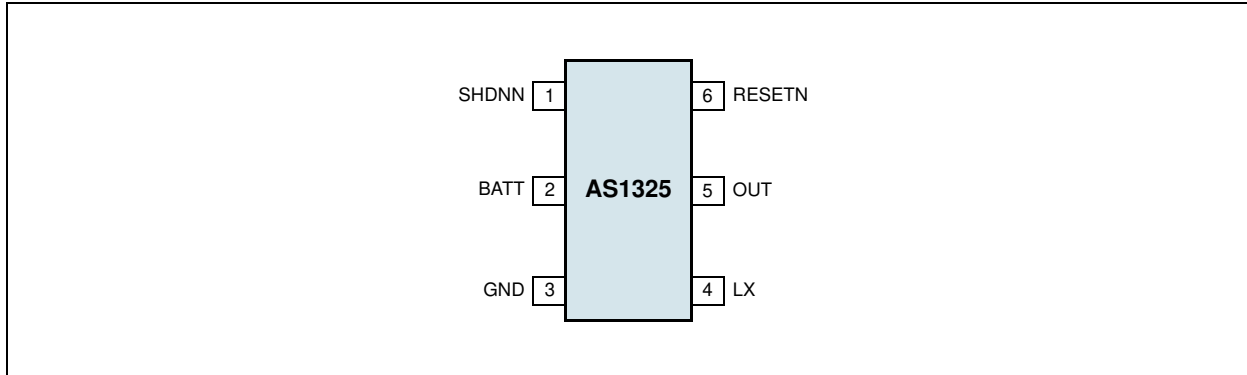 SHDNN 1 6 RESETN
BATT 2 AS1325 5 OUT
GND 3 4 LX